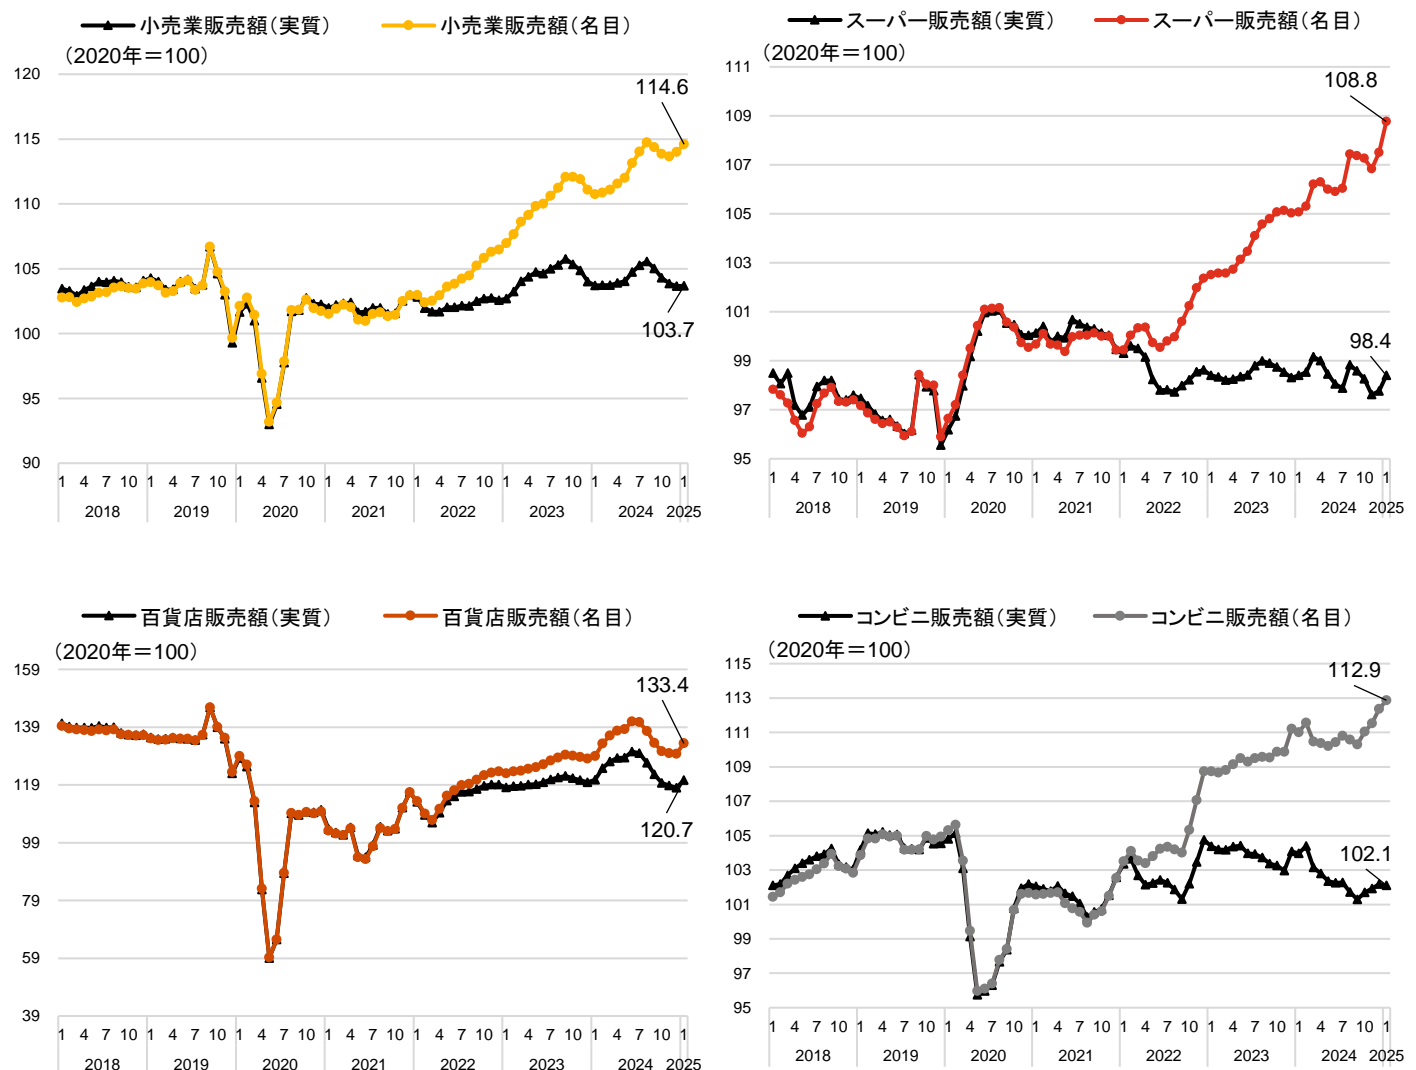 小売業販売額（実質） 小売業販売額（名目）
（2020年＝100）
120
115
110
105
100
95
90
114.6
103.7
1 4 7 10 1 4 7 10 1 4 7 10 1 4 7 10 1 4 7 10 1 4 7 10 1 4 7 10 1
2018 2019 2020 2021 2022 2023 2024 2025
スーパー販売額（実質） スーパー販売額（名目）
（2020年＝100）
111
109
107
105
103
101
99
97
95
108.8
98.4
1 4 7 10 1 4 7 10 1 4 7 10 1 4 7 10 1 4 7 10 1 4 7 10 1 4 7 10 1
2018 2019 2020 2021 2022 2023 2024 2025
百貨店販売額（実質） 百貨店販売額（名目）
（2020年＝100）
159
139
119
99
79
59
39
133.4
120.7
1 4 7 10 1 4 7 10 1 4 7 10 1 4 7 10 1 4 7 10 1 4 7 10 1 4 7 10 1
2018 2019 2020 2021 2022 2023 2024 2025
コンビニ販売額（実質） コンビニ販売額（名目）
（2020年＝100）
115
113
111
109
107
105
103
101
99
97
95
112.9
102.1
1 4 7 10 1 4 7 10 1 4 7 10 1 4 7 10 1 4 7 10 1 4 7 10 1 4 7 10 1
2018 2019 2020 2021 2022 2023 2024 2025